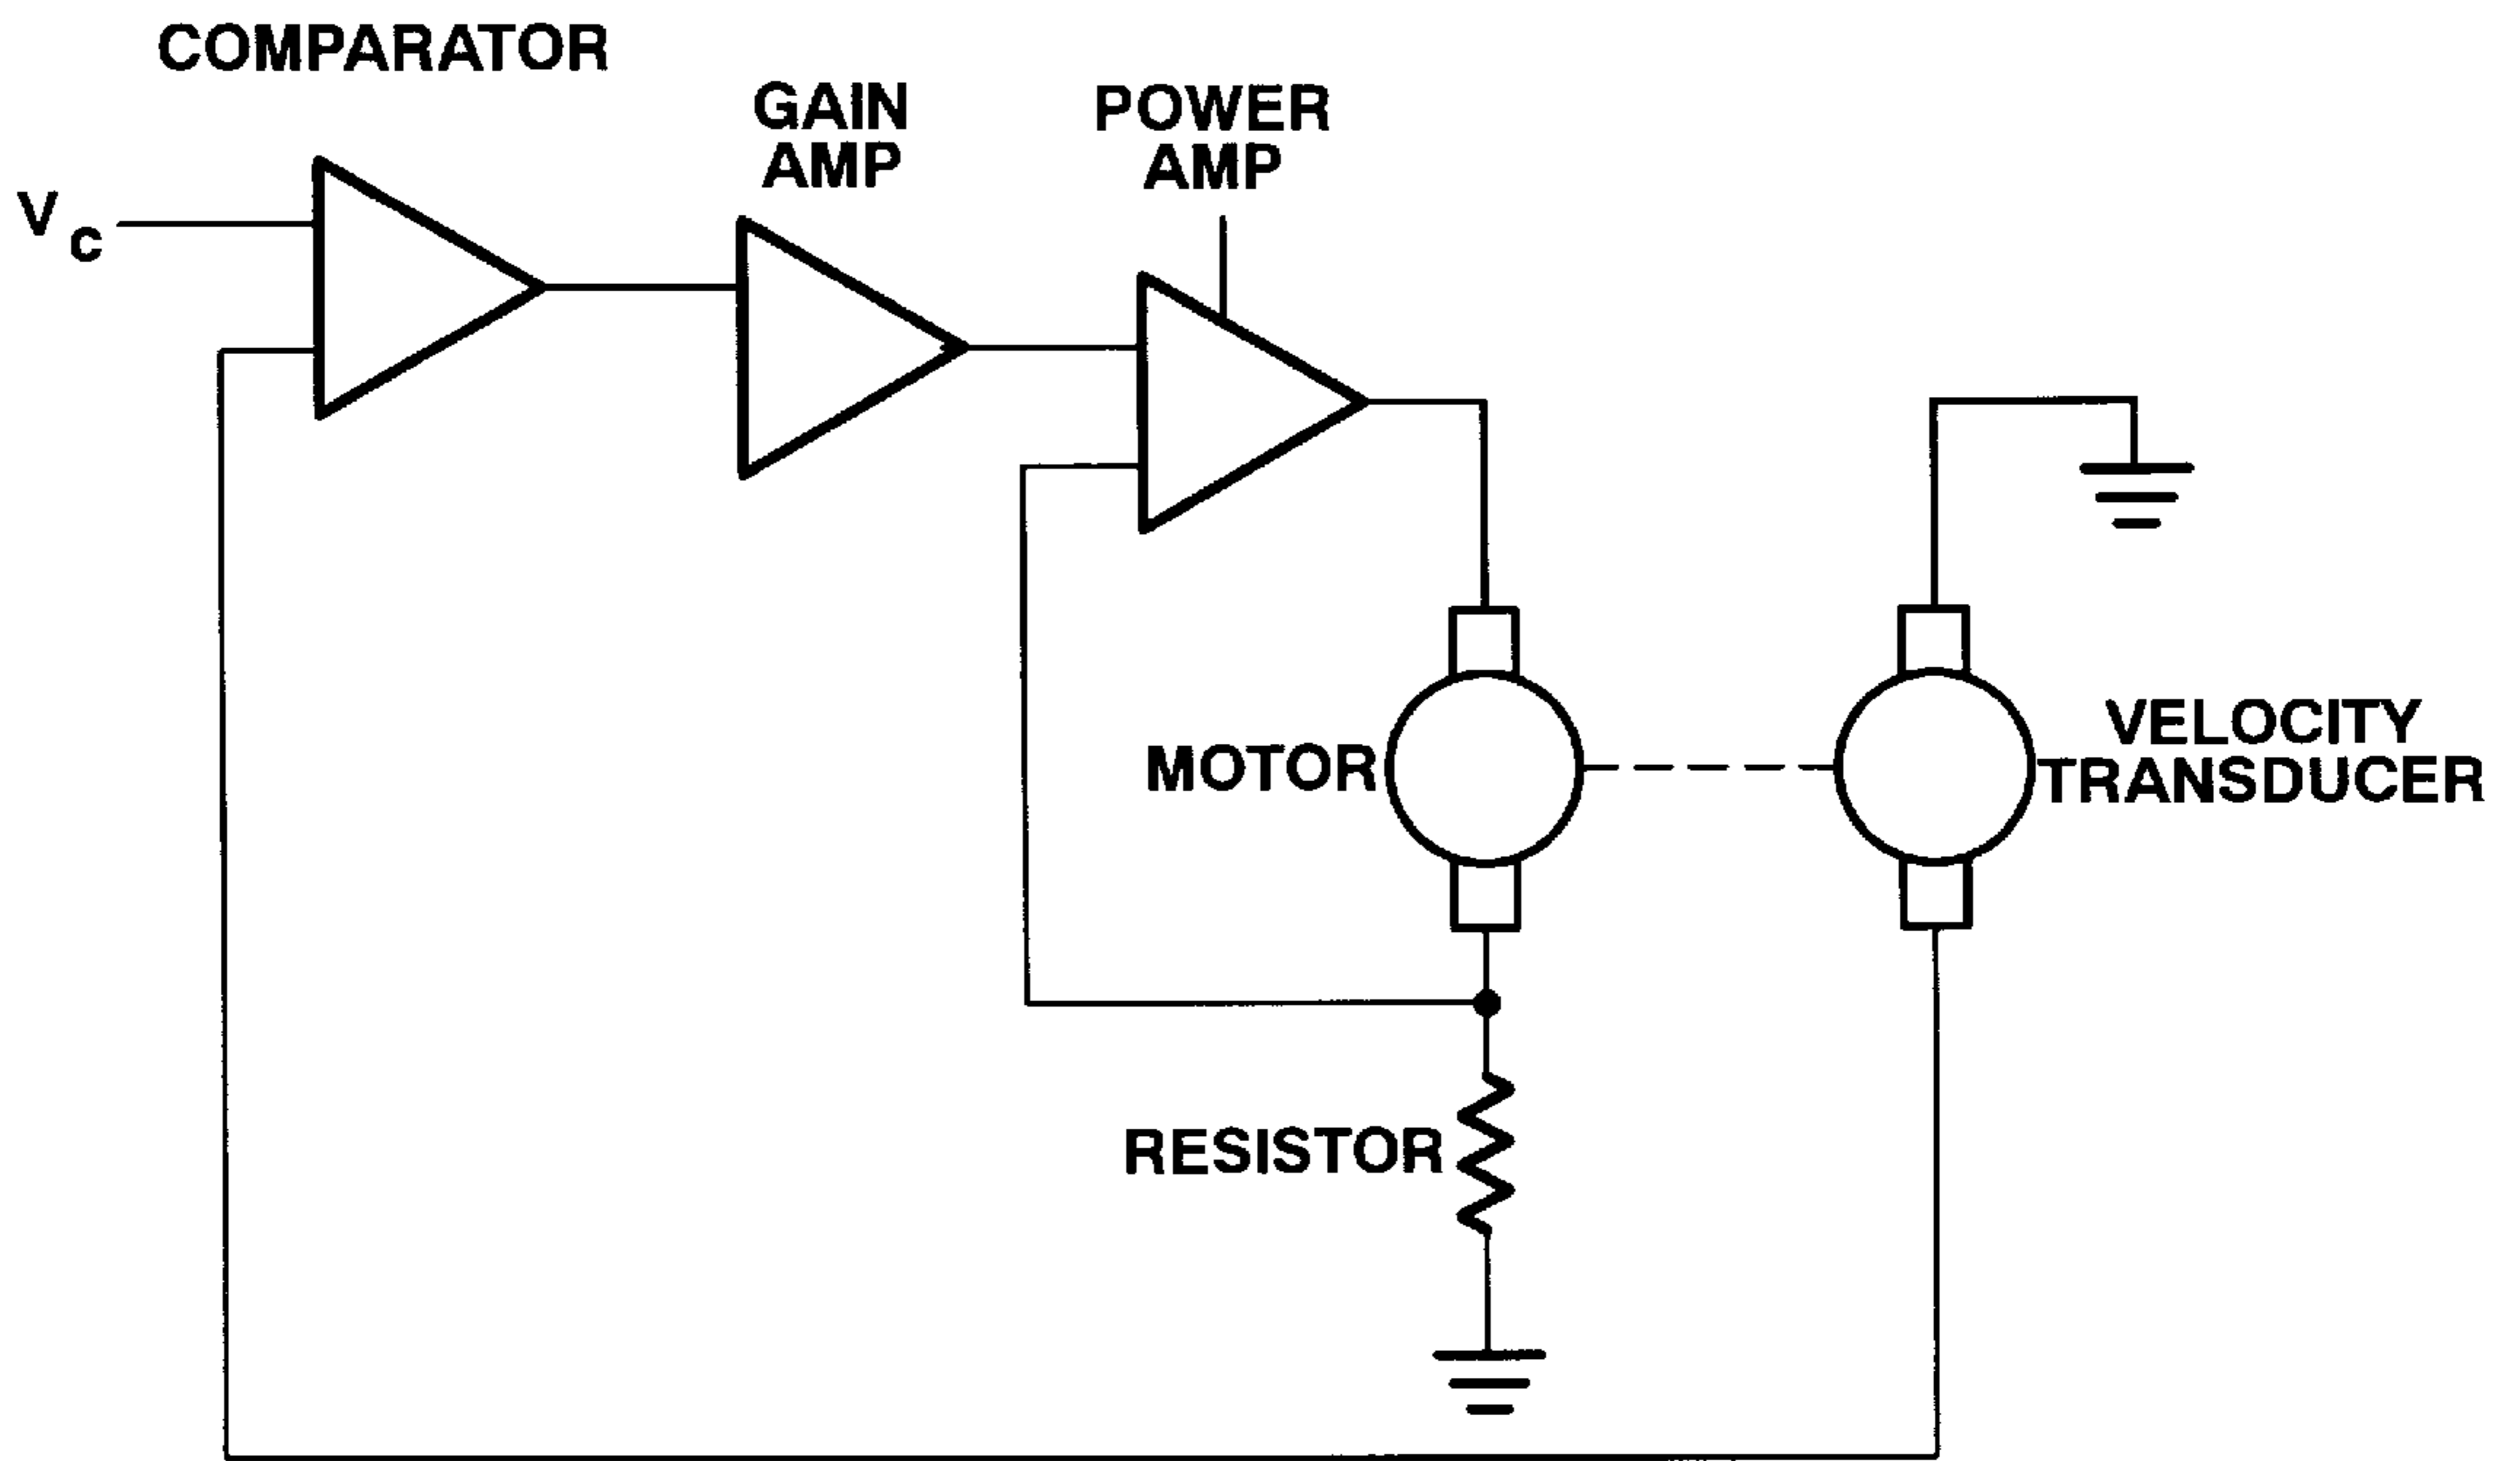 COMPARATOR
GAIN
AMP
POWER
AMP
V C
MOTOR
VELOCITY
TRANSDUCER
RESISTOR